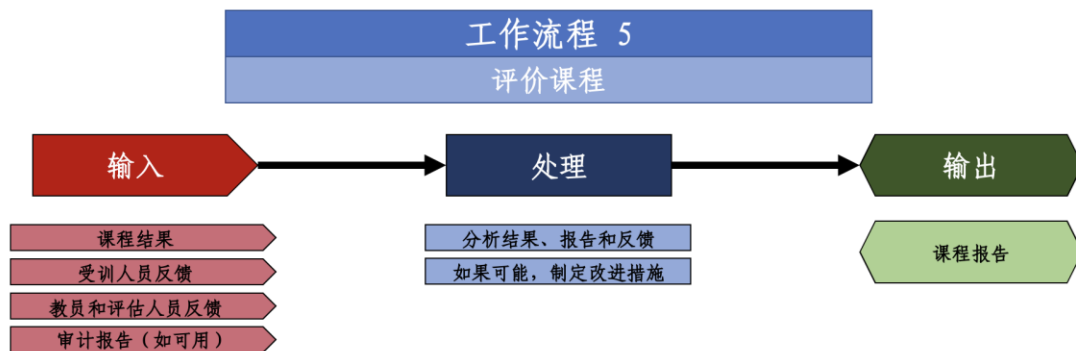 工作流程 5
评价课程
输入
处理
输出
课程结果
受训人员反馈
教员和评估人员反馈
审计报告（如可用）
分析结果、报告和反馈
如果可能，制定改进措施
课程报告